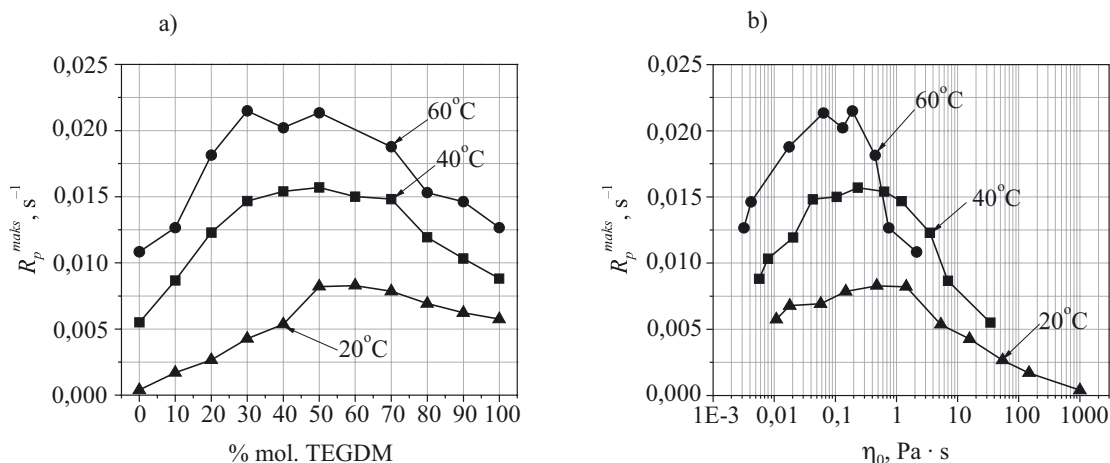 a)
0,025
0,020
0,015
0,010
0,005
0,000
R_p^maks, s⁻¹
60°C
40°C
20°C
0 10 20 30 40 50 60 70 80 90 100
% mol. TEGDM
b)
0,025
0,020
0,015
0,010
0,005
0,000
R_p^maks, s⁻¹
60°C
40°C
20°C
1E-3 0,01 0,1 1 10 100 1000
η₀, Pa · s